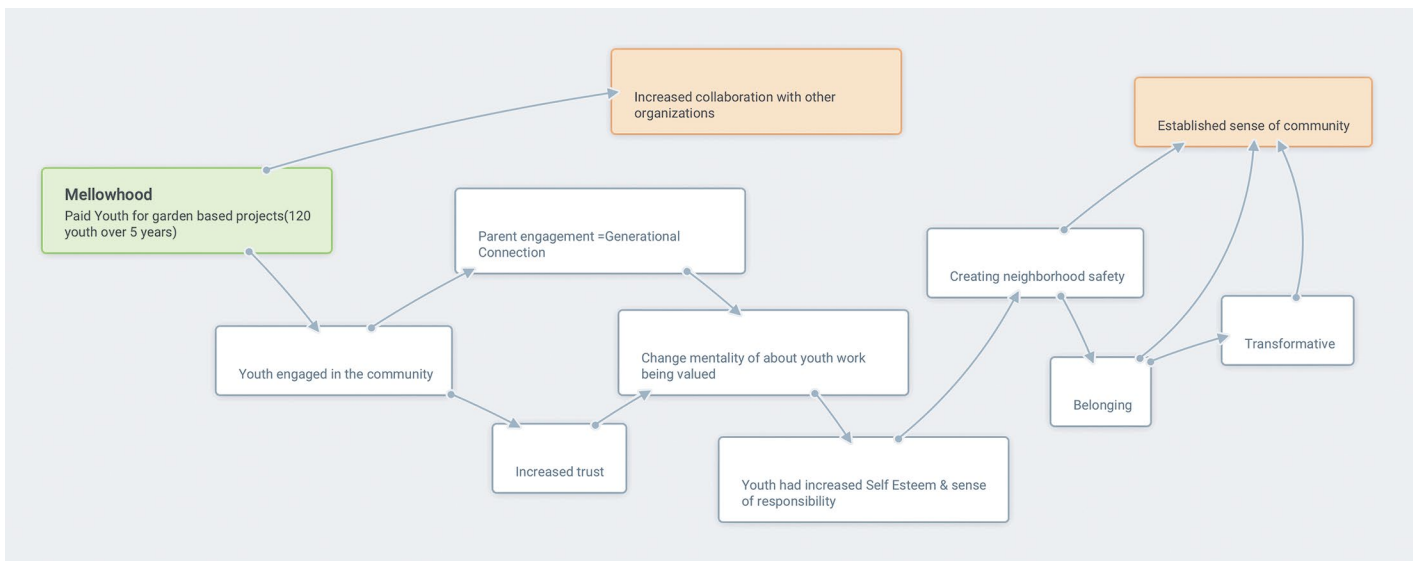 Increased collaboration with other
organizations
Established sense of community
Mellowhood
Paid Youth for garden based projects(120
youth over 5 years)
Parent engagement =Generational
Connection
Creating neighborhood safety
Transformative
Change mentality of about youth work
being valued
Youth engaged in the community
Belonging
Increased trust
Youth had increased Self Esteem & sense
of responsibility